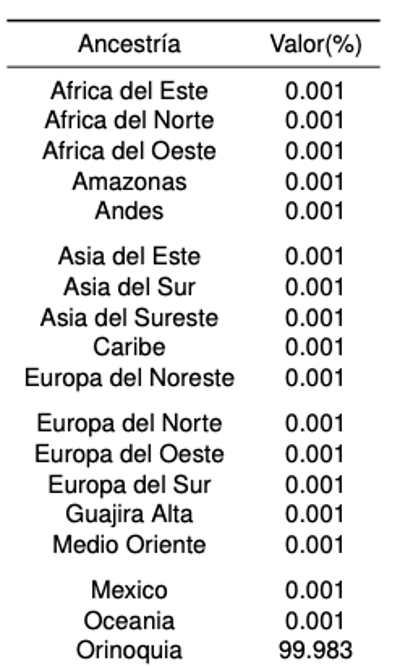 Ancestría Valor(%)
Africa del Este 0.001
Africa del Norte 0.001
Africa del Oeste 0.001
Amazonas 0.001
Andes 0.001
Asia del Este 0.001
Asia del Sur 0.001
Asia del Sureste 0.001
Caribe 0.001
Europa del Noreste 0.001
Europa del Norte 0.001
Europa del Oeste 0.001
Europa del Sur 0.001
Guajira Alta 0.001
Medio Oriente 0.001
Mexico 0.001
Oceania 0.001
Orinoquia 99.983